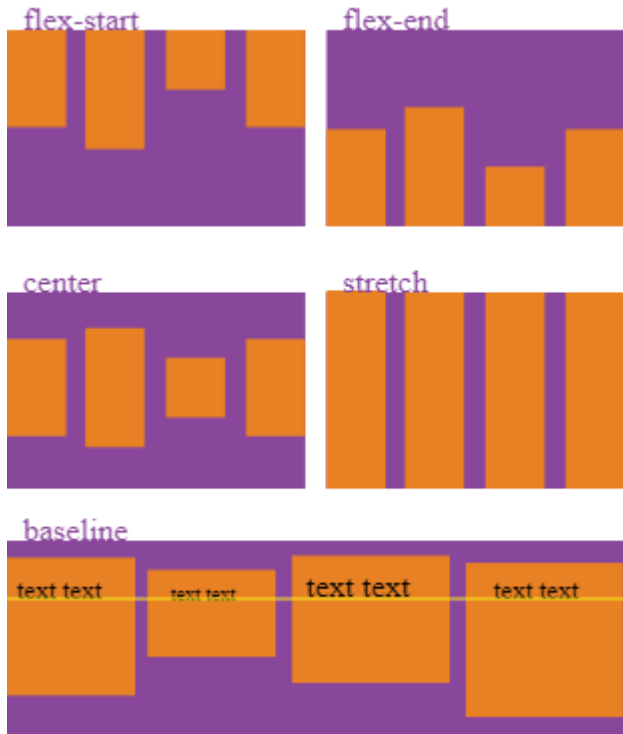 flex-start
flex-end
center
stretch
baseline
text text
text text
text text
text text